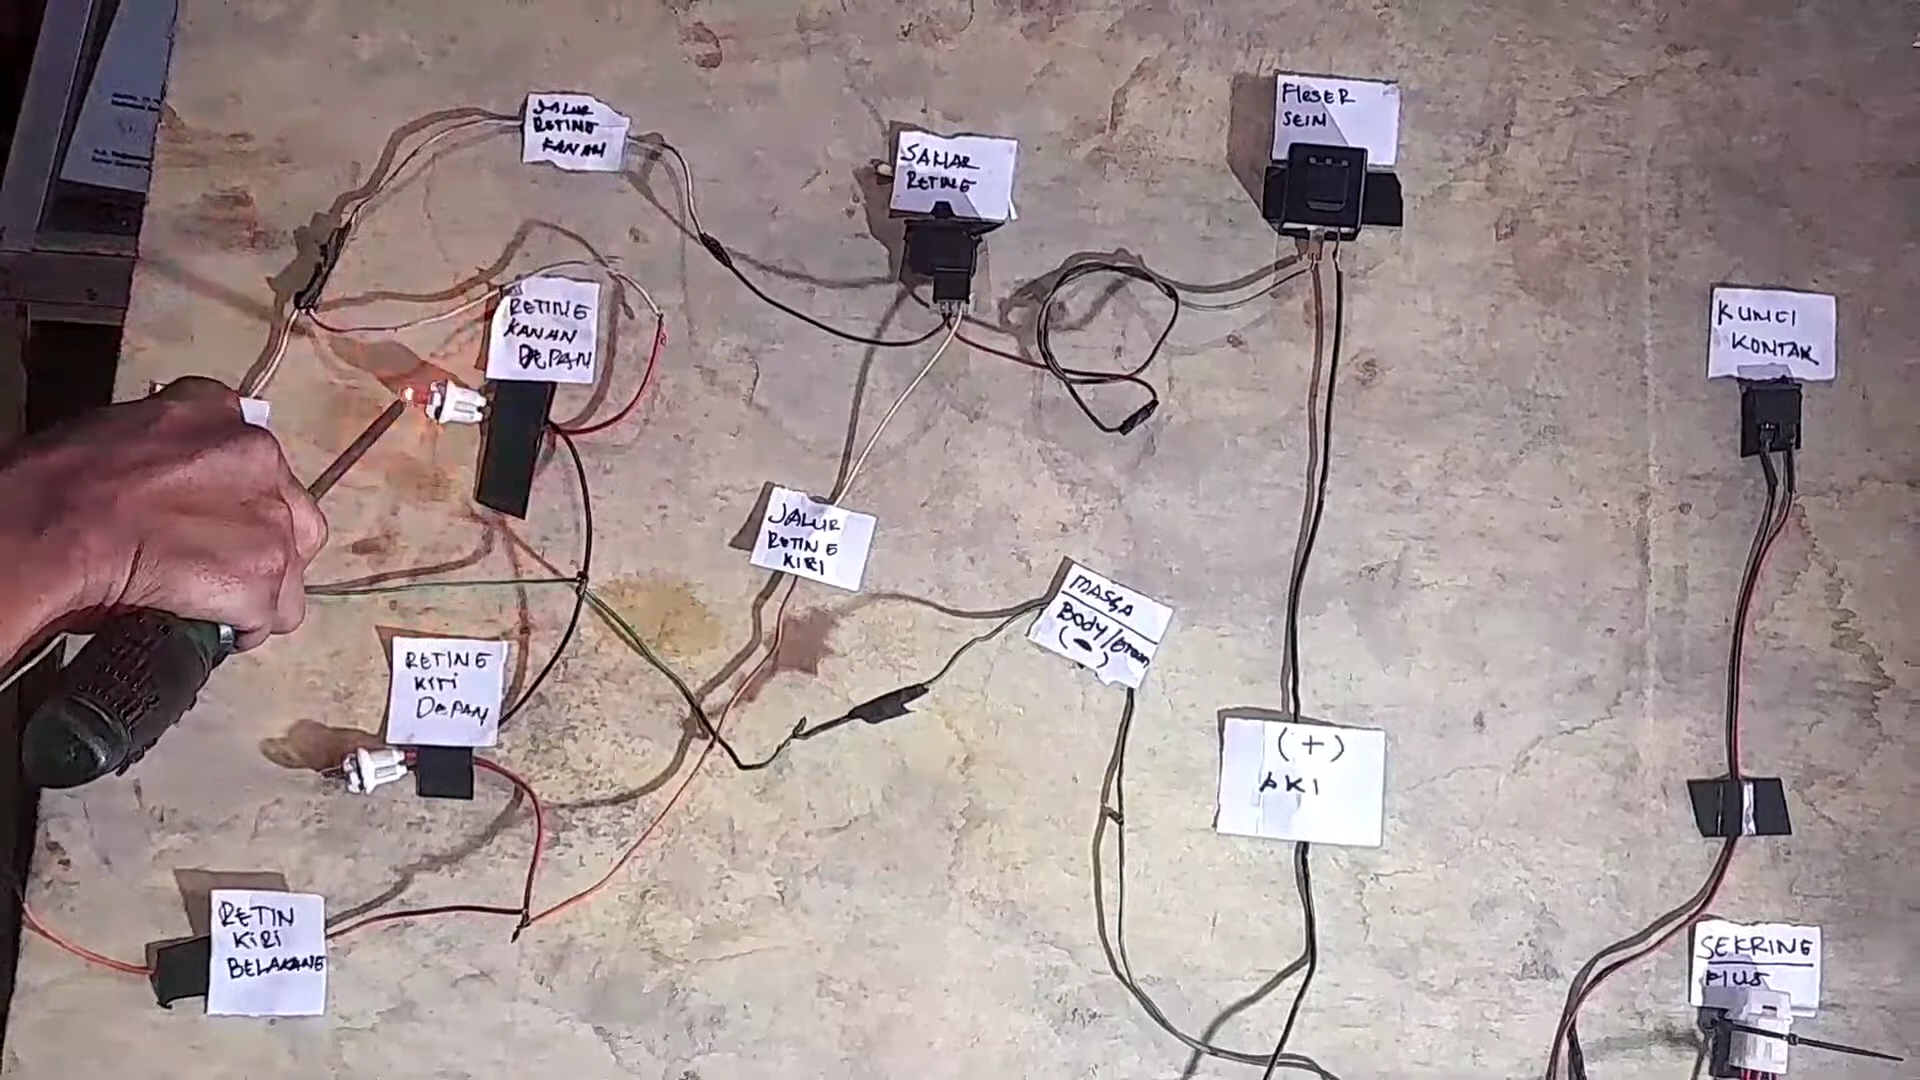 JALUR
RETING
KANAN
SAKLAR
RETING
FLESER
SEIN
RETING
KANAN
DEPAN
KUNCI
KONTAK
JALUR
RETING
KIRI
MASSA
Body/
(-)
RETING
KIRI
DEPAN
(+)
AKI
RETIN
KIRI
BELAKANG
SEKRING